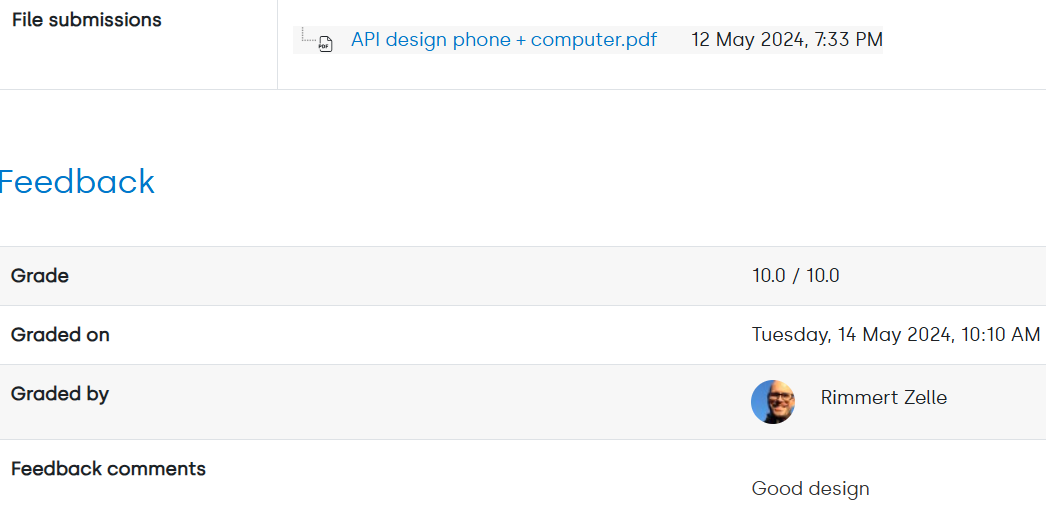 File submissions
PDF
API design phone + computer.pdf 12 May 2024, 7:33 PM
Feedback
Grade 10.0 / 10.0
Graded on Tuesday, 14 May 2024, 10:10 AM
Graded by Rimmert Zelle
Feedback comments
Good design